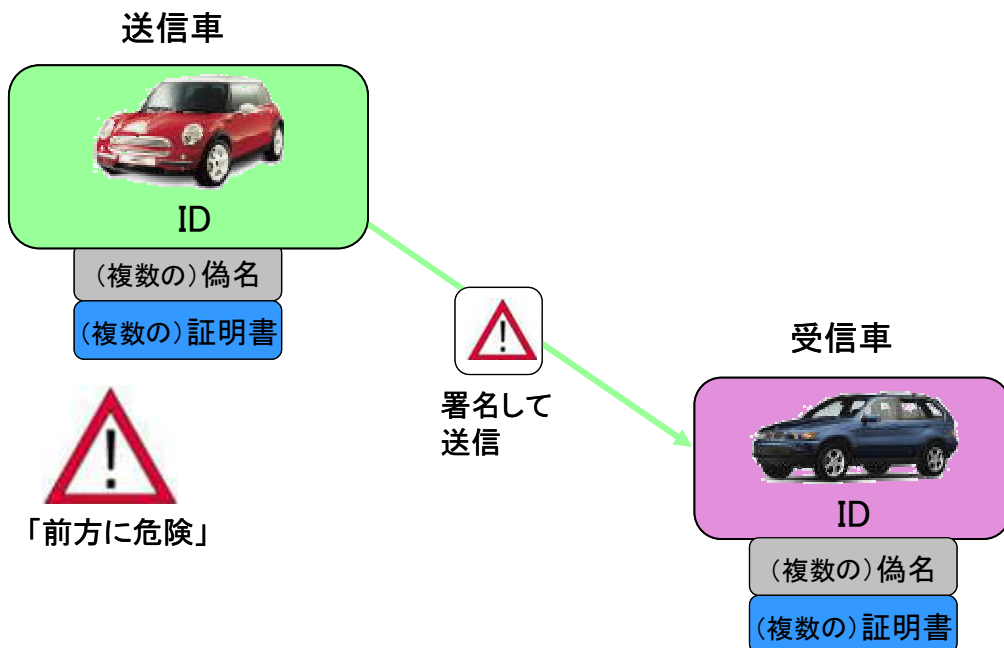 送信車
ID
(複数の)偽名
(複数の)証明書
「前方に危険」
署名して
送信
受信車
ID
(複数の)偽名
(複数の)証明書